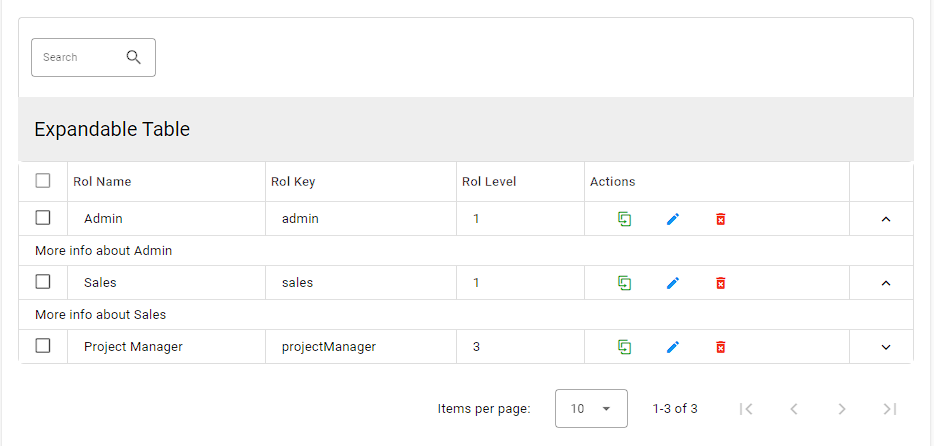 Search
Expandable Table
Rol Name Rol Key Rol Level Actions
Admin admin 1
More info about Admin
Sales sales 1
More info about Sales
Project Manager projectManager 3
Items per page: 10 1-3 of 3